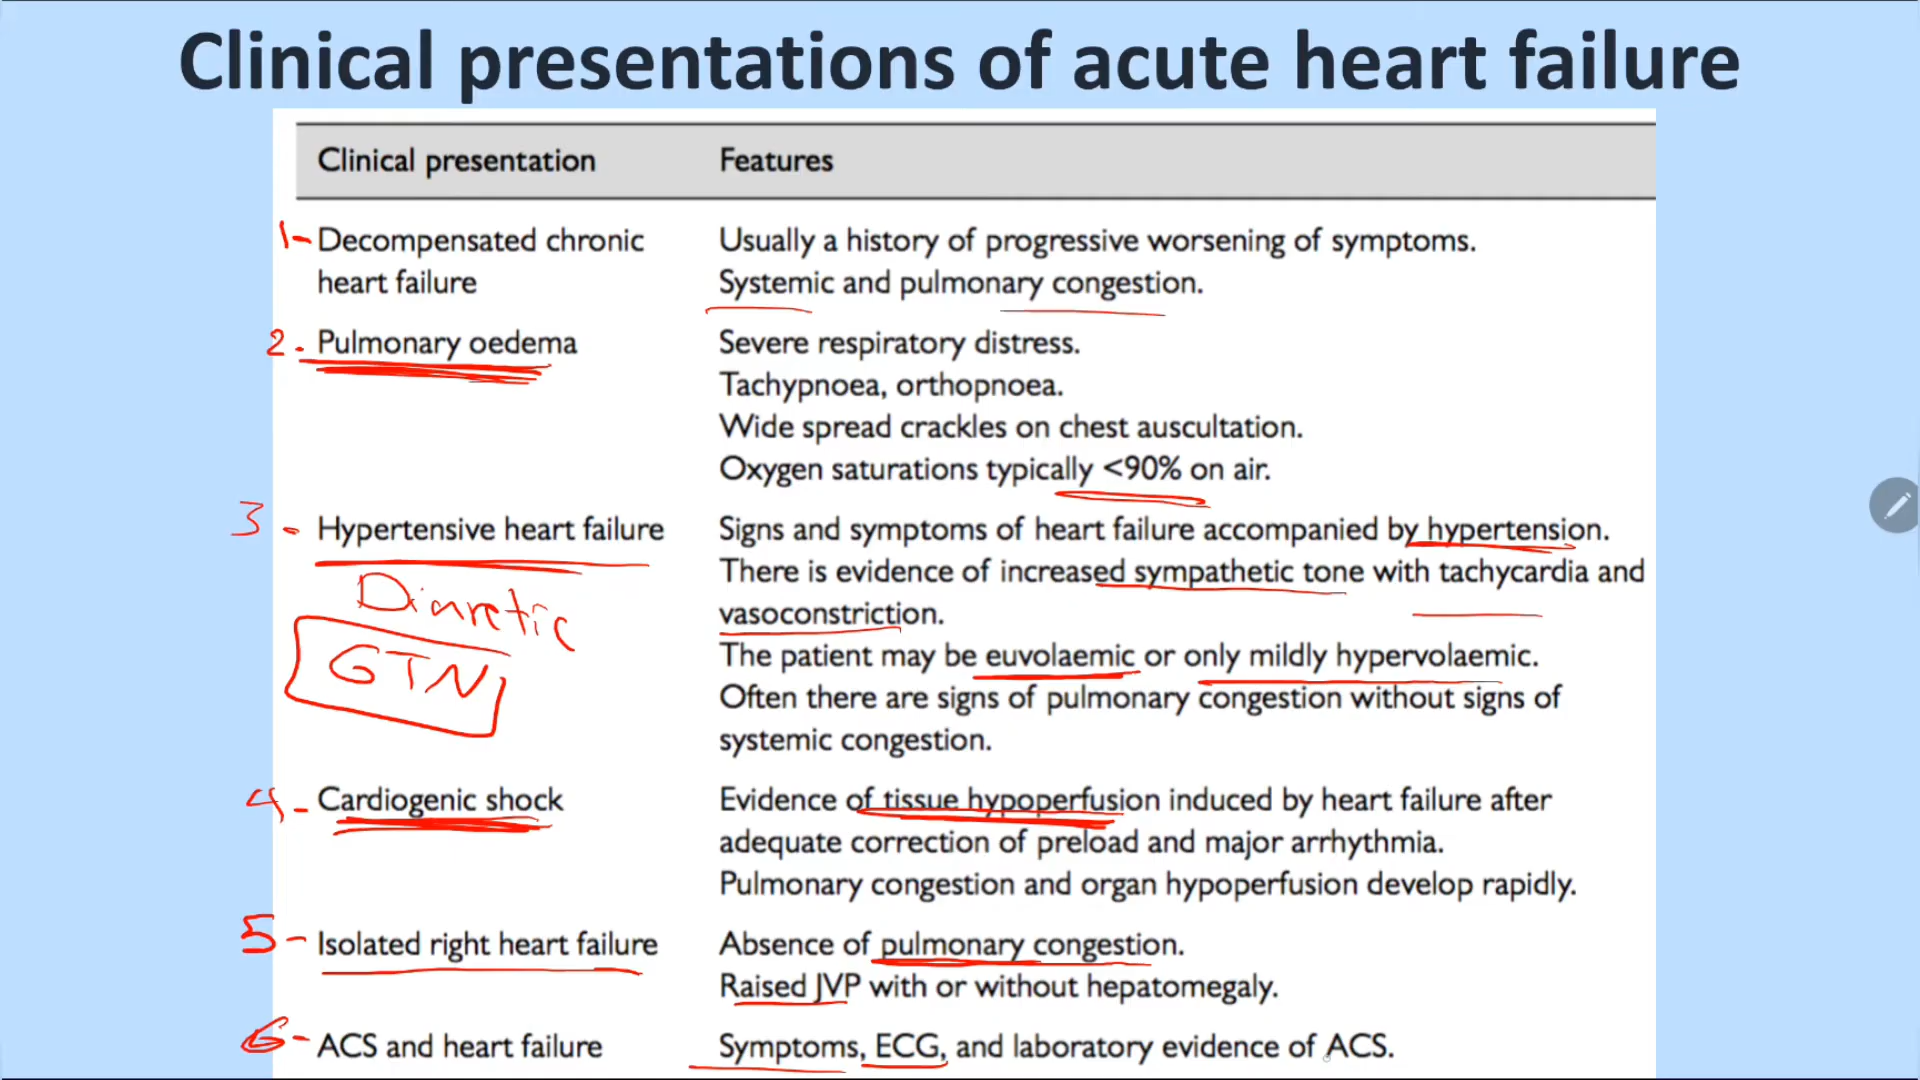 Clinical presentations of acute heart failure
Clinical presentation Features
1- Decompensated chronic Usually a history of progressive worsening of symptoms.
heart failure Systemic and pulmonary congestion.
2. Pulmonary oedema Severe respiratory distress.
Tachypnoea, orthopnoea.
Wide spread crackles on chest auscultation.
Oxygen saturations typically <90% on air.
3- Hypertensive heart failure Signs and symptoms of heart failure accompanied by hypertension.
There is evidence of increased sympathetic tone with tachycardia and
Diuretic vasoconstriction.
GTN The patient may be euvolaemic or only mildly hypervolaemic.
Often there are signs of pulmonary congestion without signs of
systemic congestion.
4- Cardiogenic shock Evidence of tissue hypoperfusion induced by heart failure after
adequate correction of preload and major arrhythmia.
Pulmonary congestion and organ hypoperfusion develop rapidly.
5- Isolated right heart failure Absence of pulmonary congestion.
Raised JVP with or without hepatomegaly.
6- ACS and heart failure Symptoms, ECG, and laboratory evidence of ACS.